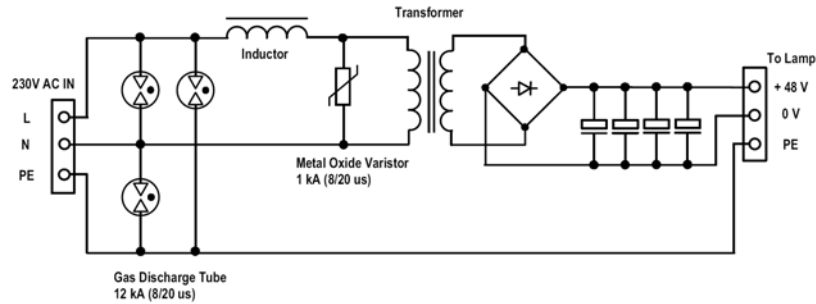 Transformer
Inductor
230V AC IN
L
N
PE
To Lamp
+ 48 V
0 V
PE
Metal Oxide Varistor
1 kA (8/20 us)
Gas Discharge Tube
12 kA (8/20 us)